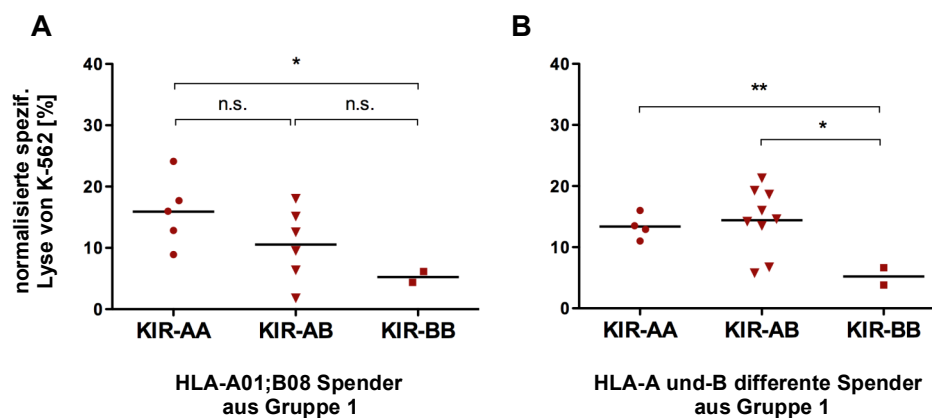 A
normalisierte spezif.
Lyse von K-562 [%]
40
30
20
10
0
*
n.s.
n.s.
KIR-AA
KIR-AB
KIR-BB
HLA-A01;B08 Spender
aus Gruppe 1
B
40
30
20
10
0
**
*
KIR-AA
KIR-AB
KIR-BB
HLA-A und-B differente Spender
aus Gruppe 1